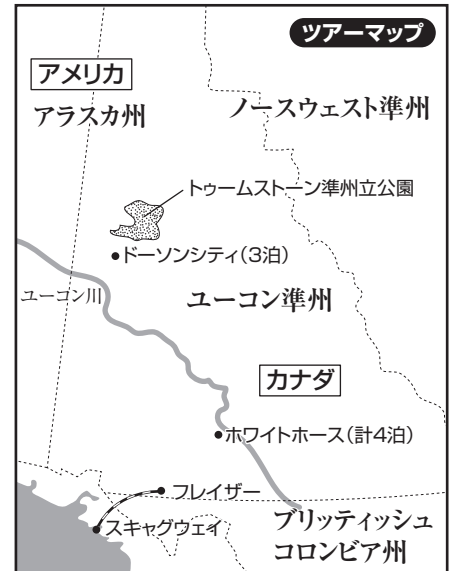 ツアーマップ
アメリカ
アラスカ州
ノースウェスト準州
トゥームストーン準州立公園
ドーソンシティ(3泊)
ユーコン川
ユーコン準州
カナダ
ホワイトホース(計4泊)
フレイザー
スキャグウェイ
ブリッティッシュ
コロンビア州